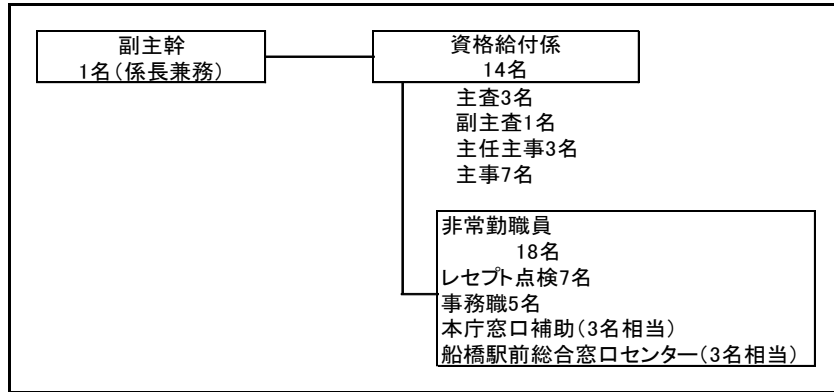 副主幹
1名(係長兼務)
資格給付係
14名
主査3名
副主査1名
主任主事3名
主事7名
非常勤職員
18名
レセプト点検7名
事務職5名
本庁窓口補助(3名相当)
船橋駅前総合窓口センター(3名相当)